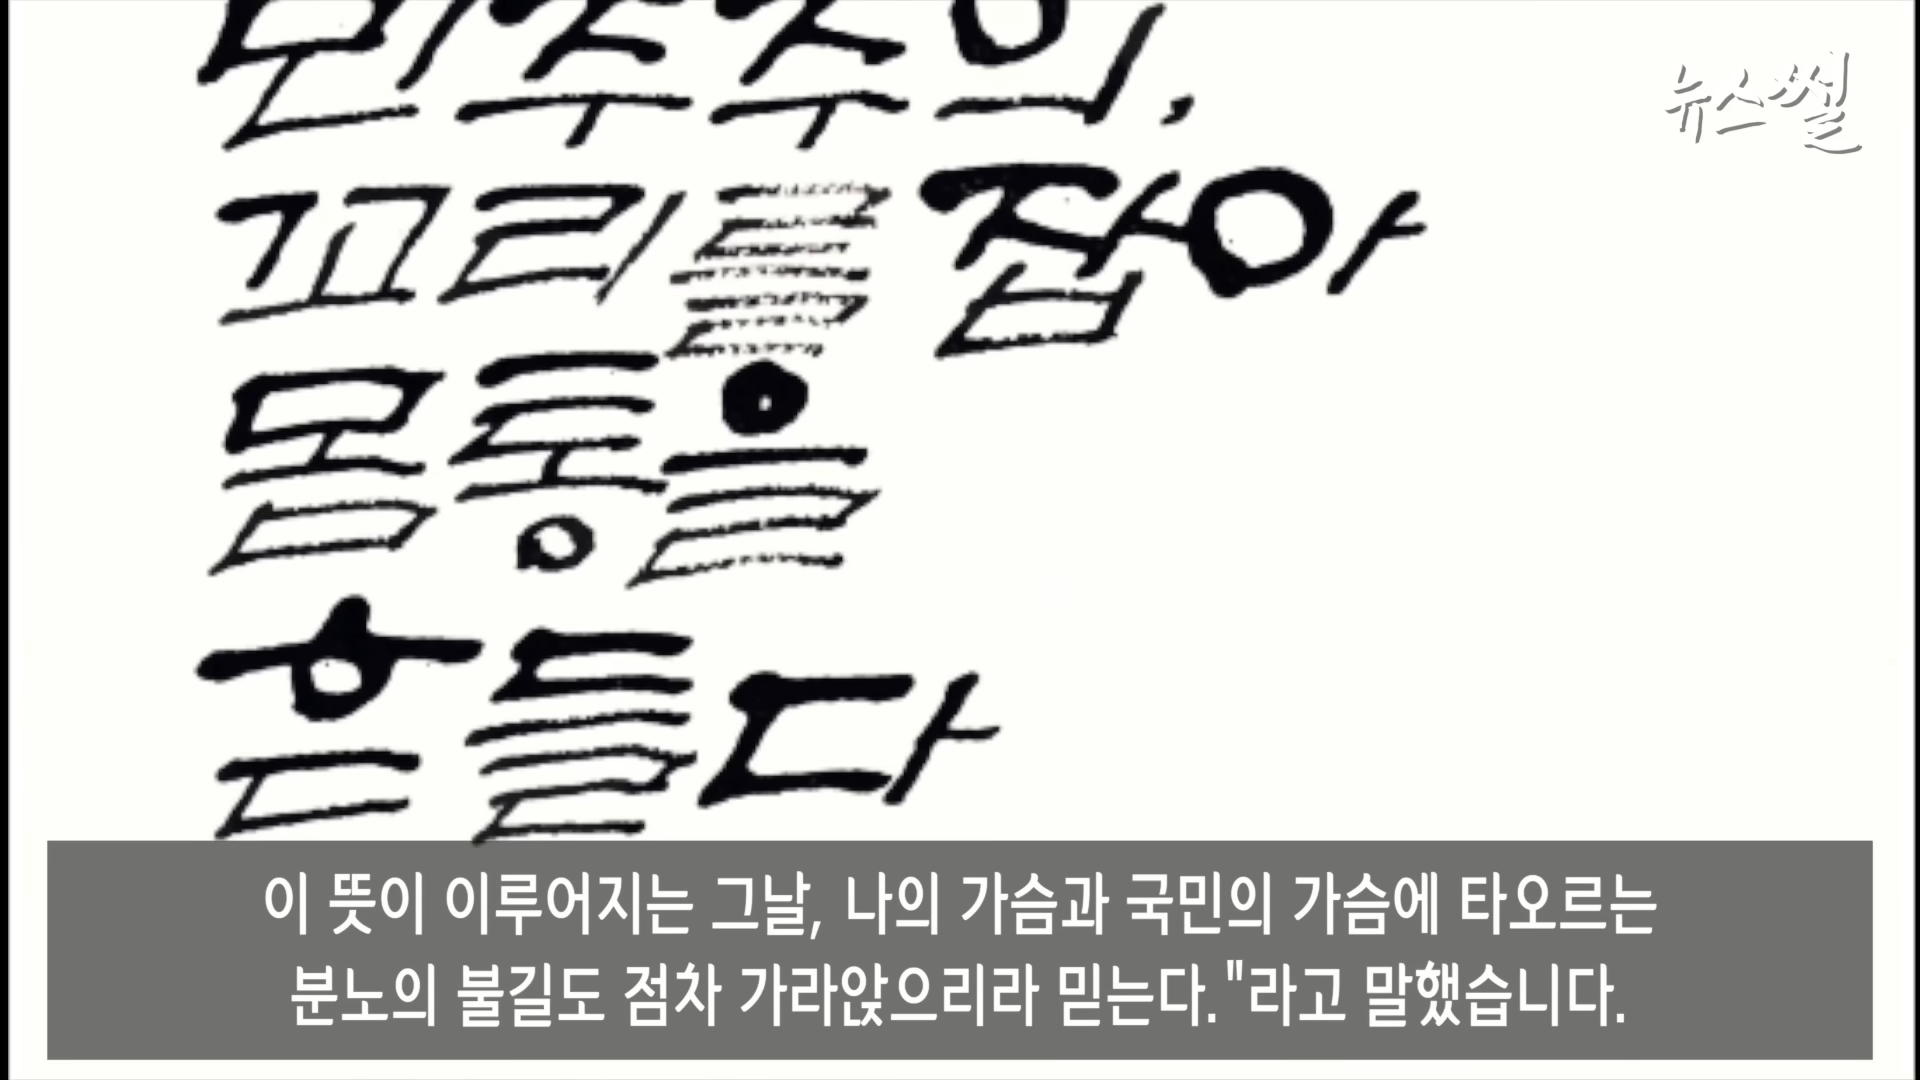 민주주의,
꼬리를 잡아
몸통을
흔들다
뉴스썰
이 뜻이 이루어지는 그날, 나의 가슴과 국민의 가슴에 타오르는
분노의 불길도 점차 가라앉으리라 믿는다."라고 말했습니다.